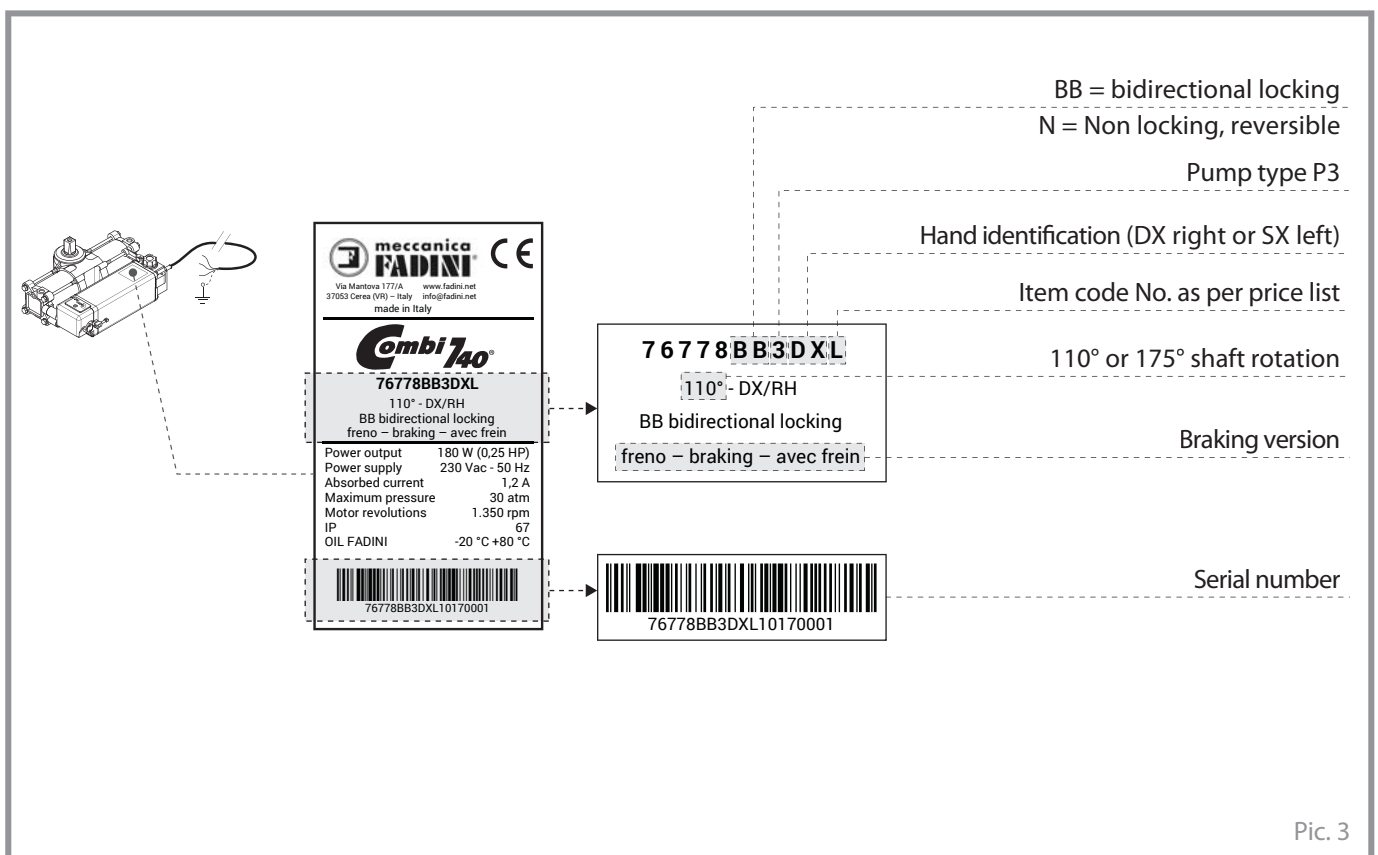 BB = bidirectional locking
N = Non locking, reversible
Pump type P3
Hand identification (DX right or SX left)
Item code No. as per price list
110° or 175° shaft rotation
Braking version
Serial number
meccanica
FADINI®
CE
Via Mantova 177/A www.fadini.net
37053 Cerea (VR) – Italy info@fadini.net
made in Italy
Combi 740®
76778BB3DXL
110° - DX/RH
BB bidirectional locking
freno – braking – avec frein
Power output 180 W (0,25 HP)
Power supply 230 Vac - 50 Hz
Absorbed current 1,2 A
Maximum pressure 30 atm
Motor revolutions 1.350 rpm
IP 67
OIL FADINI -20 °C +80 °C
76778BB3DXL10170001
76778BB3DXL
110° - DX/RH
BB bidirectional locking
freno – braking – avec frein
76778BB3DXL10170001
Pic. 3